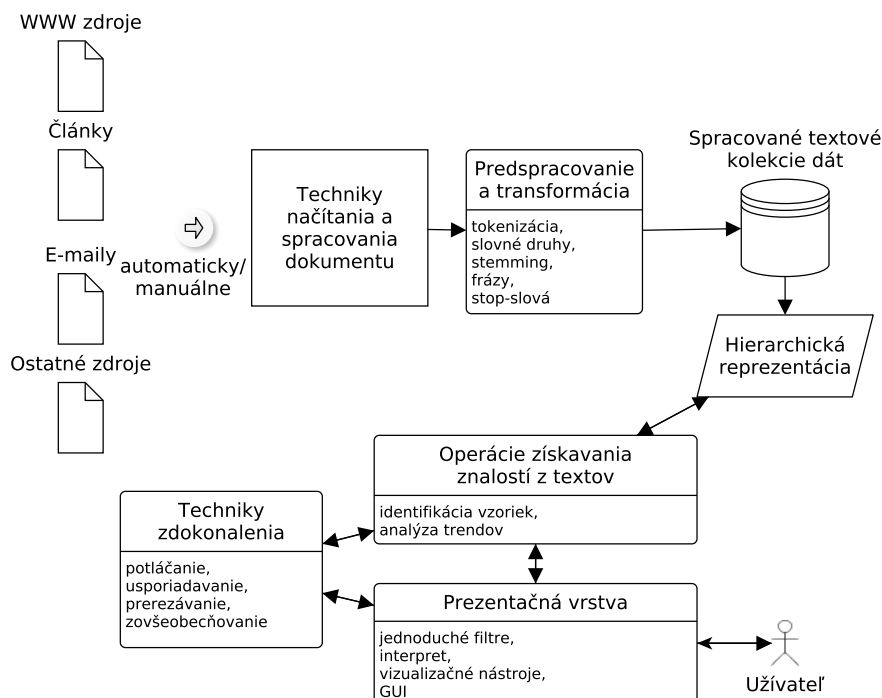 WWW zdroje
Články
E-maily
Ostatné zdroje
automaticky/
manuálne
Techniky
načítania a
spracovania
dokumentu
Predspracovanie
a transformácia
tokenizácia,
slovné druhy,
stemming,
frázy,
stop-slová
Spracované textové
kolekcie dát
Hierarchická
reprezentácia
Operácie získavania
znalostí z textov
identifikácia vzoriek,
analýza trendov
Techniky
zdokonalenia
potláčanie,
usporiadavanie,
prerezávanie,
zovšeobecňovanie
Prezentačná vrstva
jednoduché filtre,
interpret,
vizualizačné nástroje,
GUI
Užívateľ